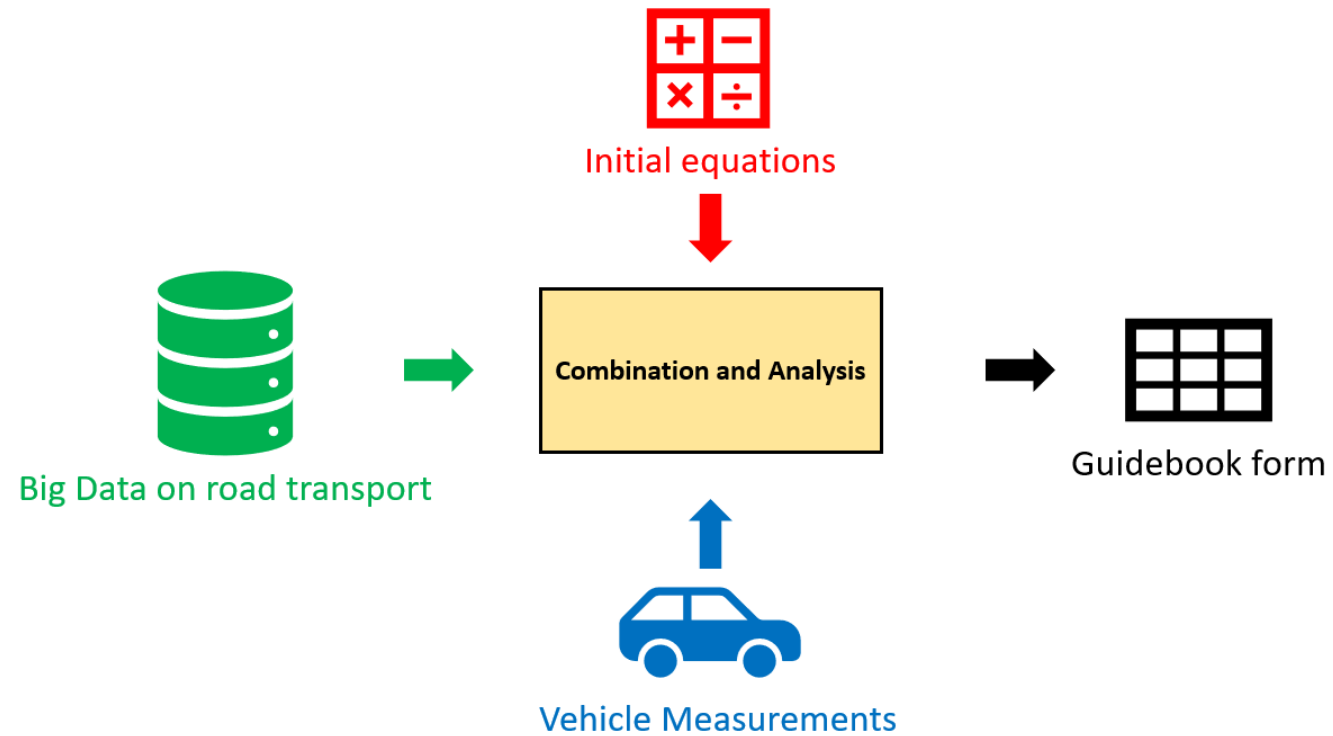 Initial equations
Combination and Analysis
Big Data on road transport
Guidebook form
Vehicle Measurements